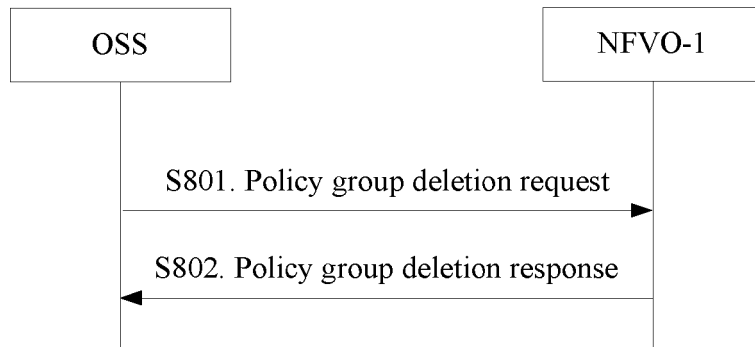 OSS
NFVO-1
S801. Policy group deletion request
S802. Policy group deletion response